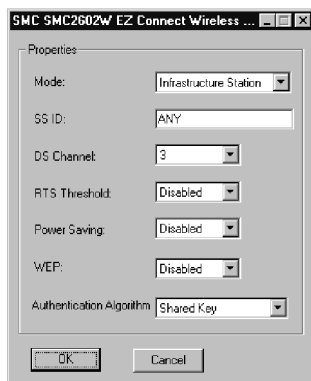 SMC SMC2602W EZ Connect Wireless ...
Properties
Mode: Infrastructure Station
SS ID: ANY
DS Channel: 3
RTS Threshold: Disabled
Power Saving: Disabled
WEP: Disabled
Authentication Algorithm Shared Key
OK Cancel